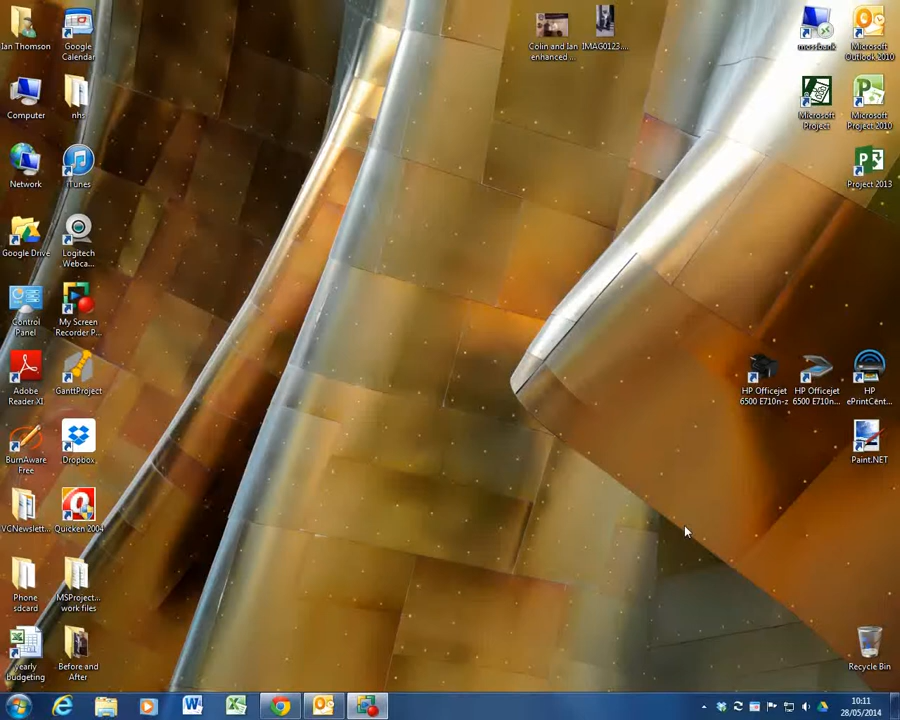 Ian Thomson
Google
Calendar
Colin and Ian
enhanced ...
IMAG0123....
mossbank
Microsoft
Outlook 2010
Computer
nhs
Microsoft
Project
Microsoft
Project 2010
Network
iTunes
Project 2013
Google Drive
Logitech
Webca...
Control
Panel
My Screen
Recorder P...
Adobe
Reader XI
GanttProject
HP Officejet
6500 E710n-z
HP Officejet
6500 E710n...
HP
ePrintCent...
BurnAware
Free
Dropbox
Paint.NET
VCNewslett...
Quicken 2004
Phone
sdcard
MSProject...
work files
yearly
budgeting
Before and
After
Recycle Bin
10:11
28/05/2014